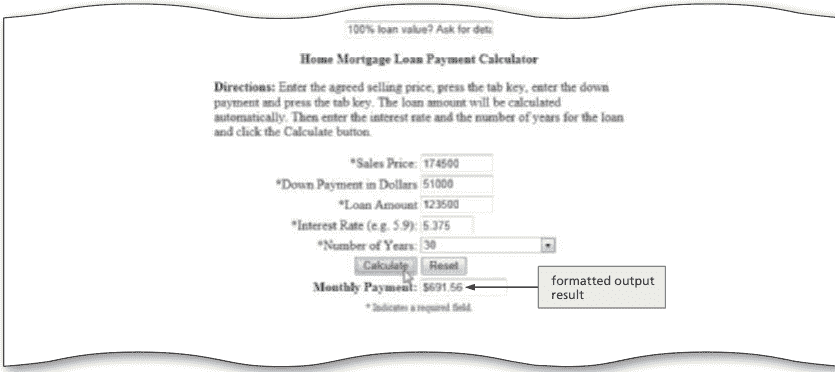 100% loan value? Ask for deta
Home Mortgage Loan Payment Calculator
Directions: Enter the agreed selling price, press the tab key, enter the down
payment and press the tab key. The loan amount will be calculated
automatically. Then enter the interest rate and the number of years for the loan
and click the Calculate button.
*Sales Price: 174500
*Down Payment in Dollars 51000
*Loan Amount 123500
*Interest Rate (e.g. 5.9): 5.375
*Number of Years: 30
Calculate Reset
Monthly Payment: $691.56
formatted output
result
* Indicates a required field.